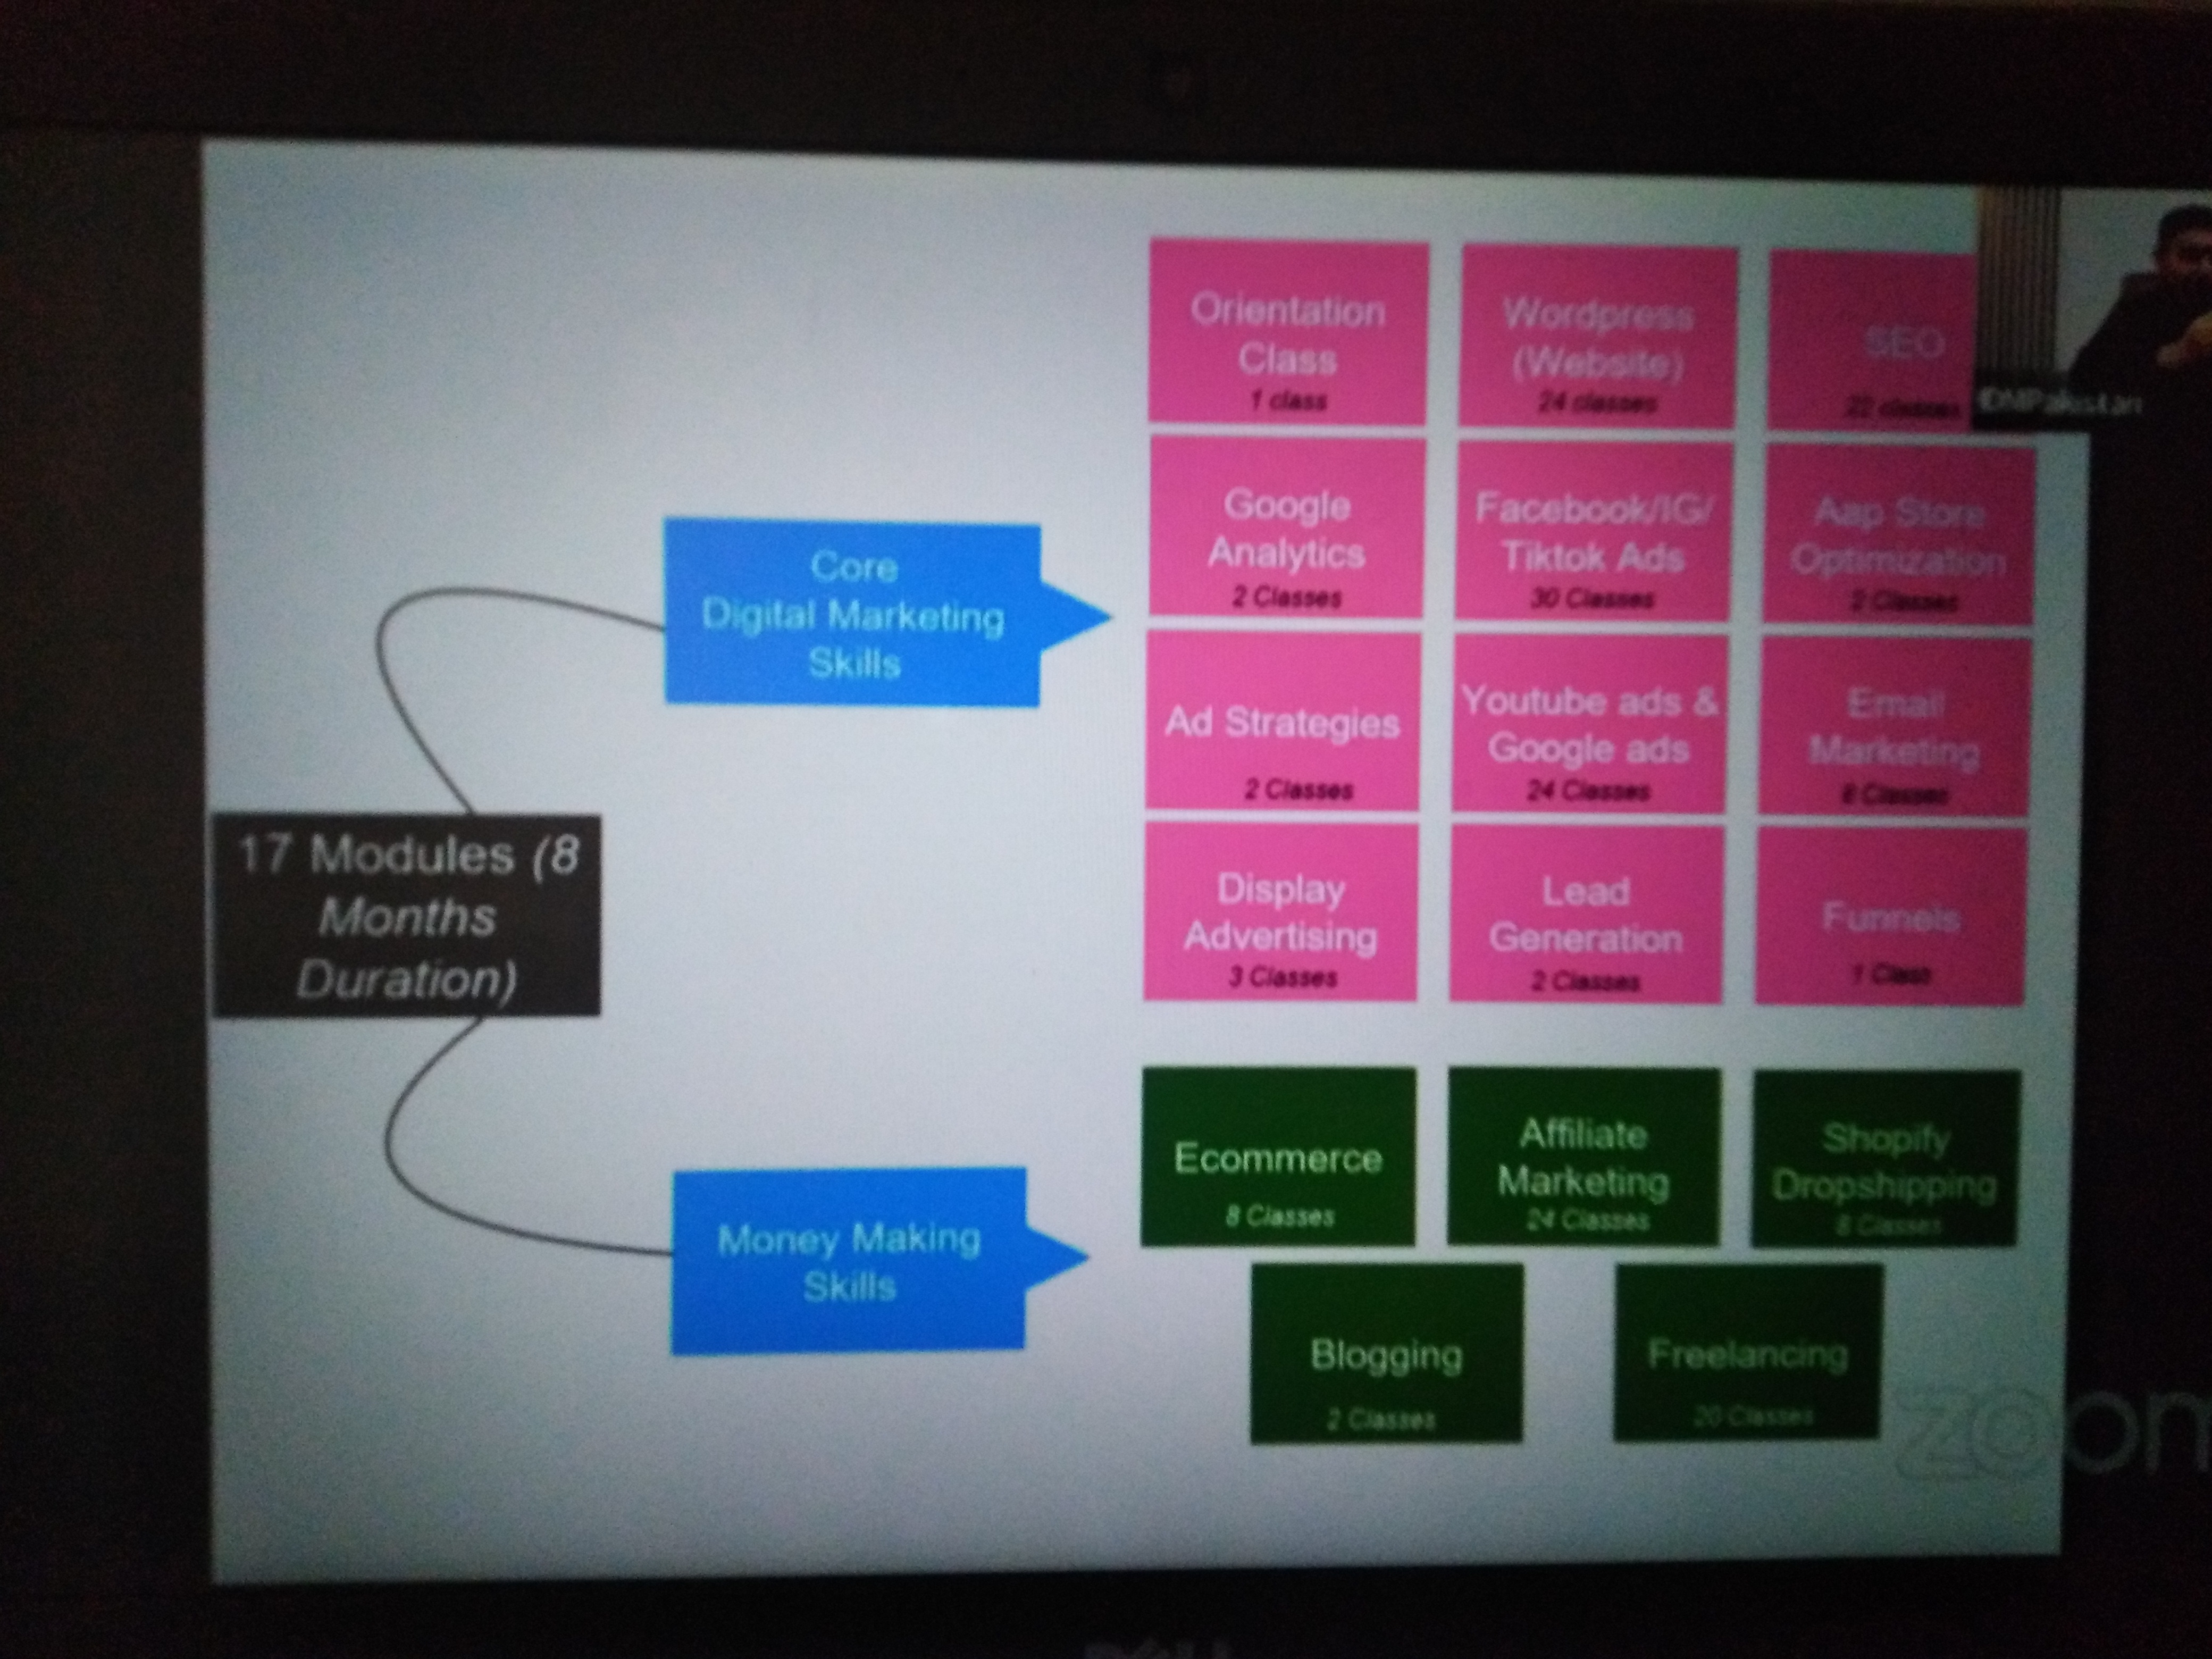 17 Modules (8
Months
Duration)
Core
Digital Marketing
Skills
Orientation
Class
1 class
Wordpress
(Website)
24 classes
SEO
22 classes
Google
Analytics
2 Classes
Facebook/IG/
Tiktok Ads
30 Classes
App Store
Optimization
2 Classes
Ad Strategies
2 Classes
Youtube ads &
Google ads
24 Classes
Email
Marketing
8 Classes
Display
Advertising
3 Classes
Lead
Generation
2 Classes
Funnels
1 Class
Money Making
Skills
Ecommerce
8 Classes
Affiliate
Marketing
24 Classes
Shopify
Dropshipping
8 Classes
Blogging
2 Classes
Freelancing
20 Classes
zoom